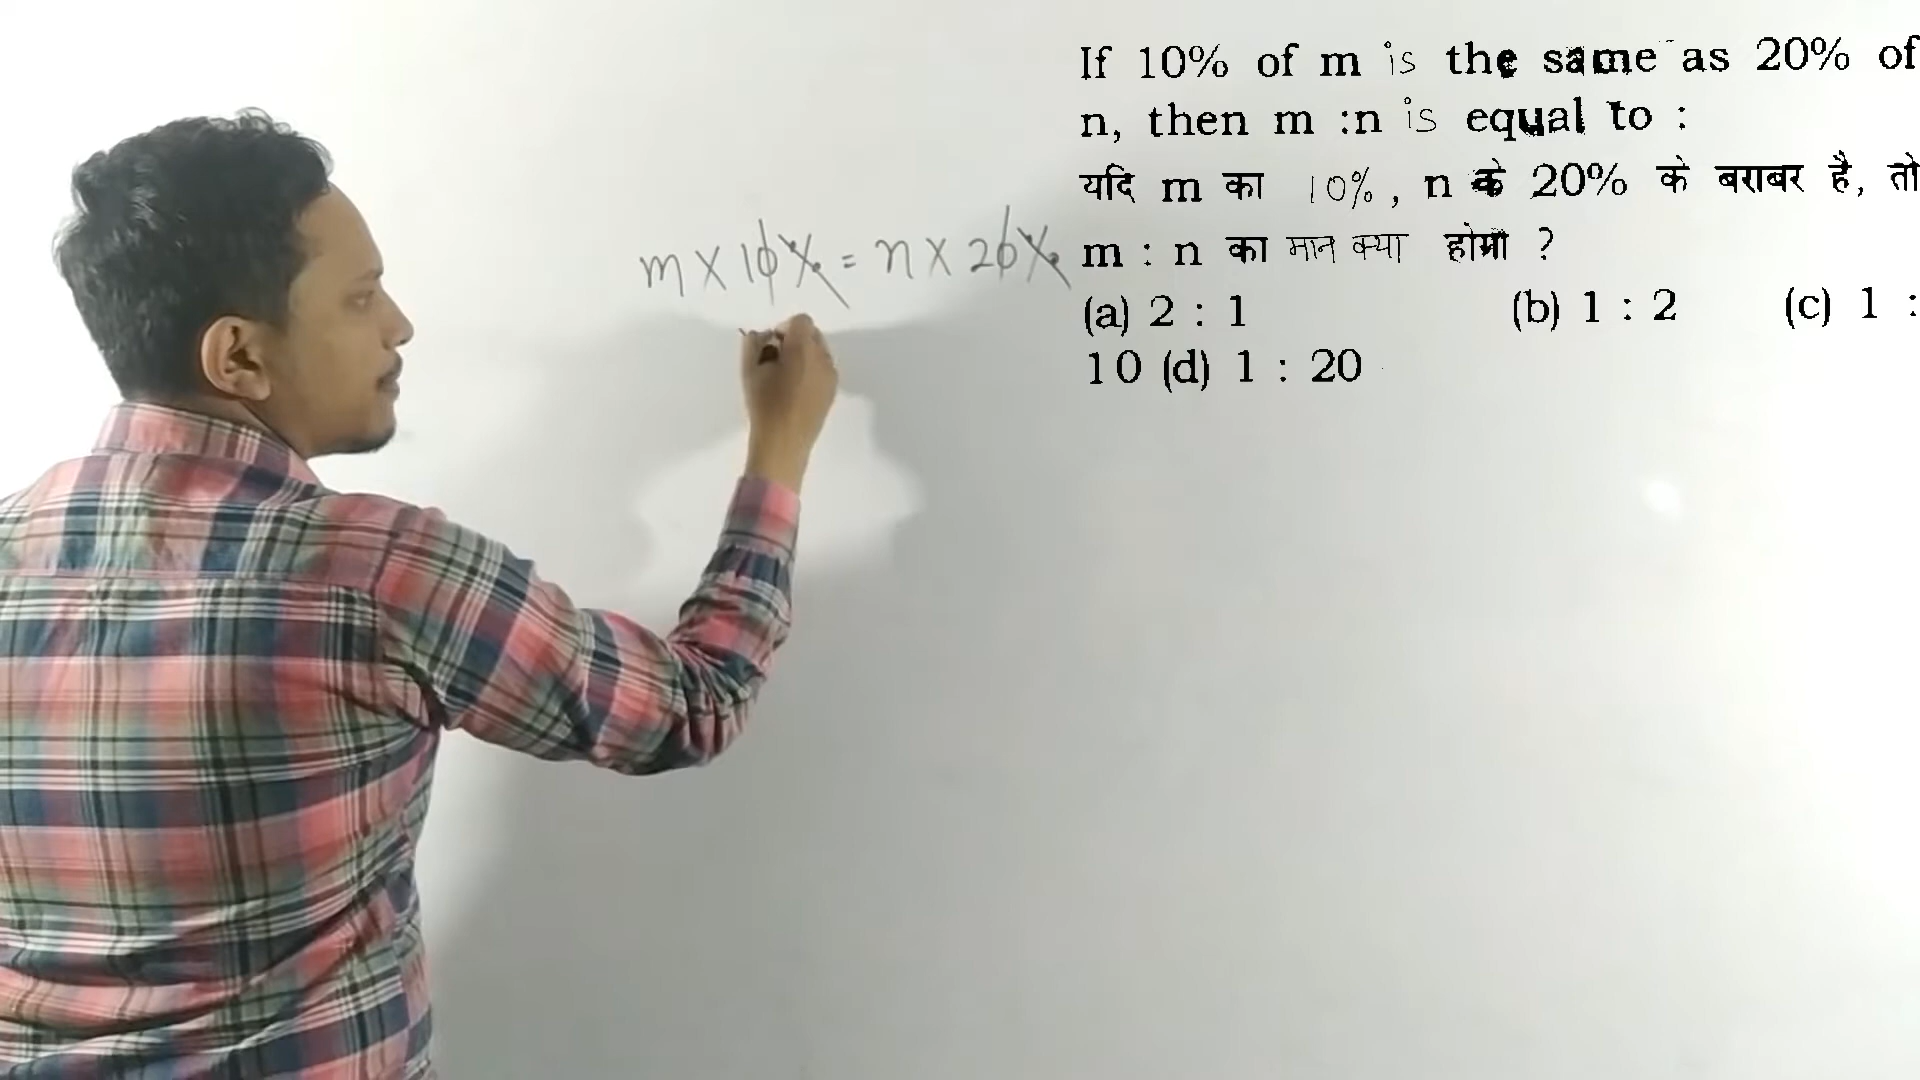 If 10% of m is the same as 20% of
n, then m :n is equal to :
यदि m का 10%, n के 20% के बराबर है, तो
m : n का मान क्या होगा ?
(a) 2 : 1 (b) 1 : 2 (c) 1 :
10 (d) 1 : 20
m × 10% = n × 20%